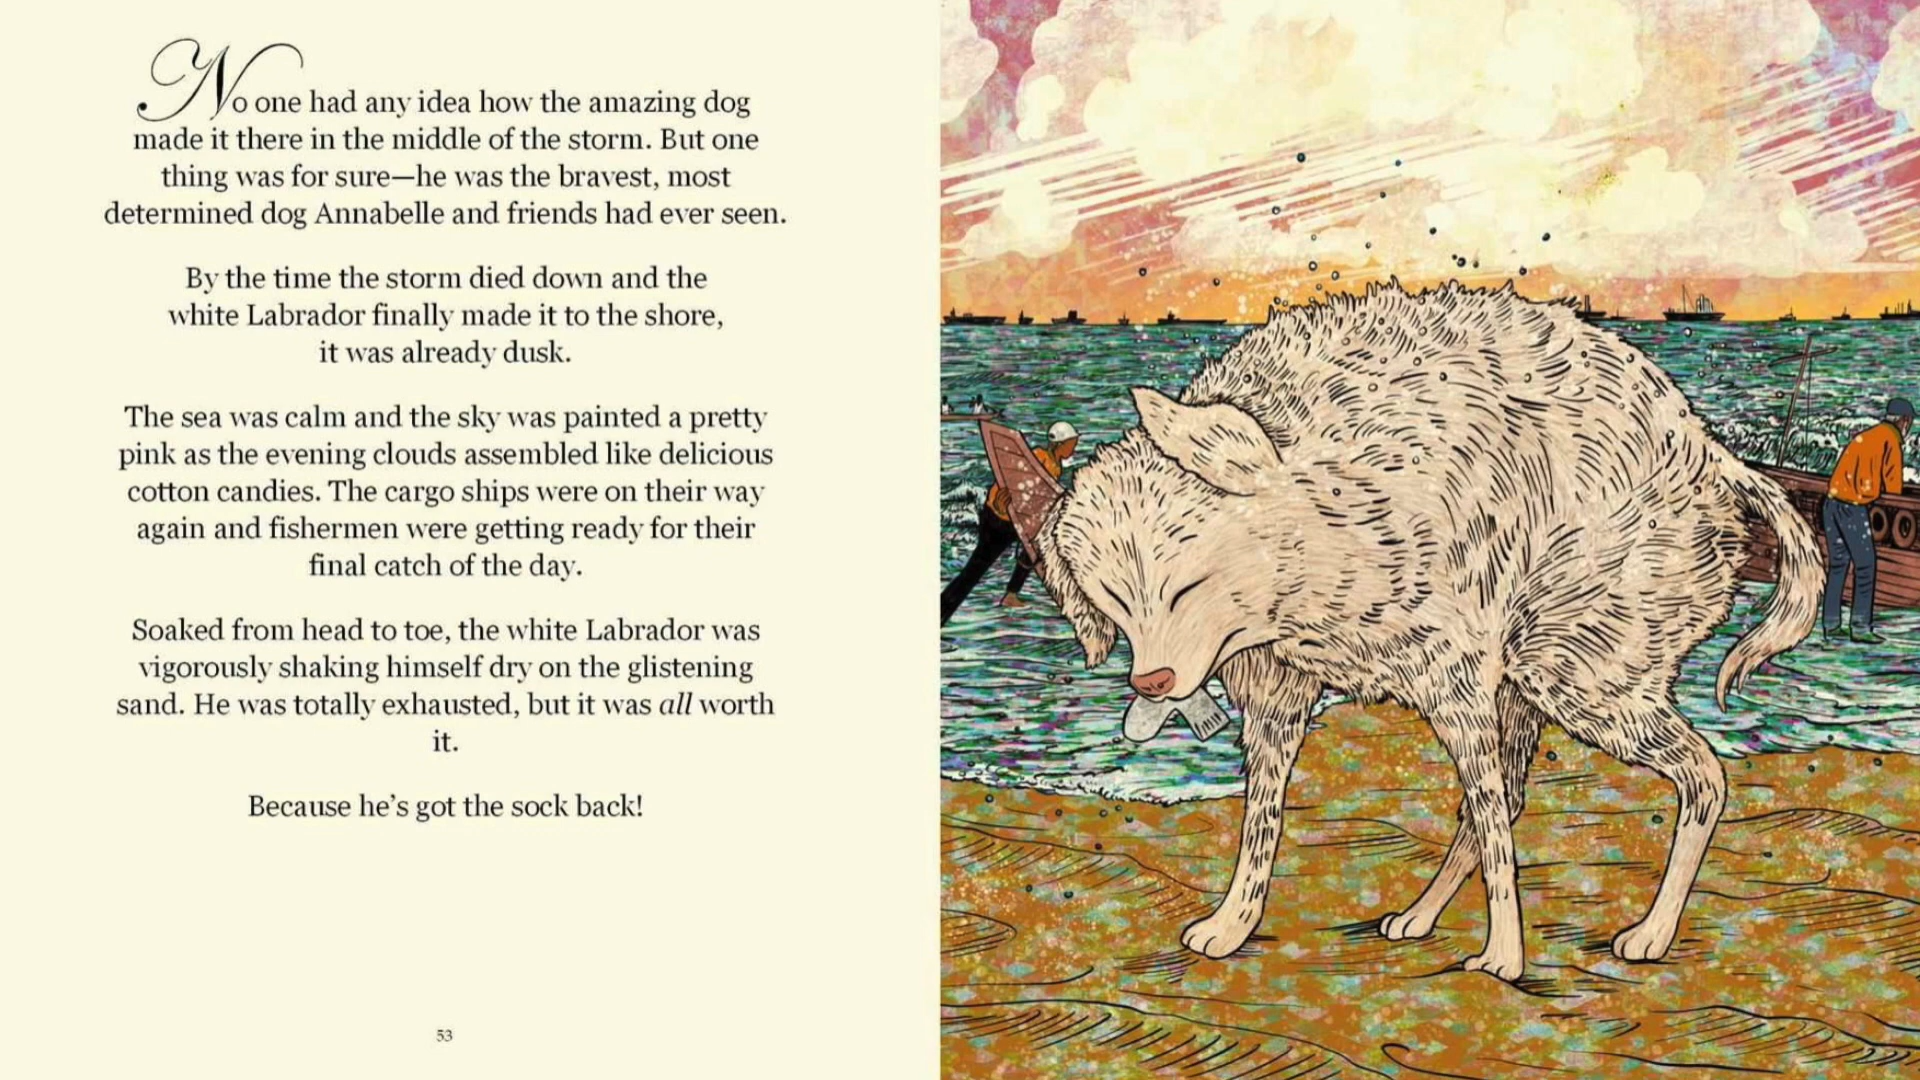 No one had any idea how the amazing dog
made it there in the middle of the storm. But one
thing was for sure—he was the bravest, most
determined dog Annabelle and friends had ever seen.
By the time the storm died down and the
white Labrador finally made it to the shore,
it was already dusk.
The sea was calm and the sky was painted a pretty
pink as the evening clouds assembled like delicious
cotton candies. The cargo ships were on their way
again and fishermen were getting ready for their
final catch of the day.
Soaked from head to toe, the white Labrador was
vigorously shaking himself dry on the glistening
sand. He was totally exhausted, but it was all worth
it.
Because he’s got the sock back!
53